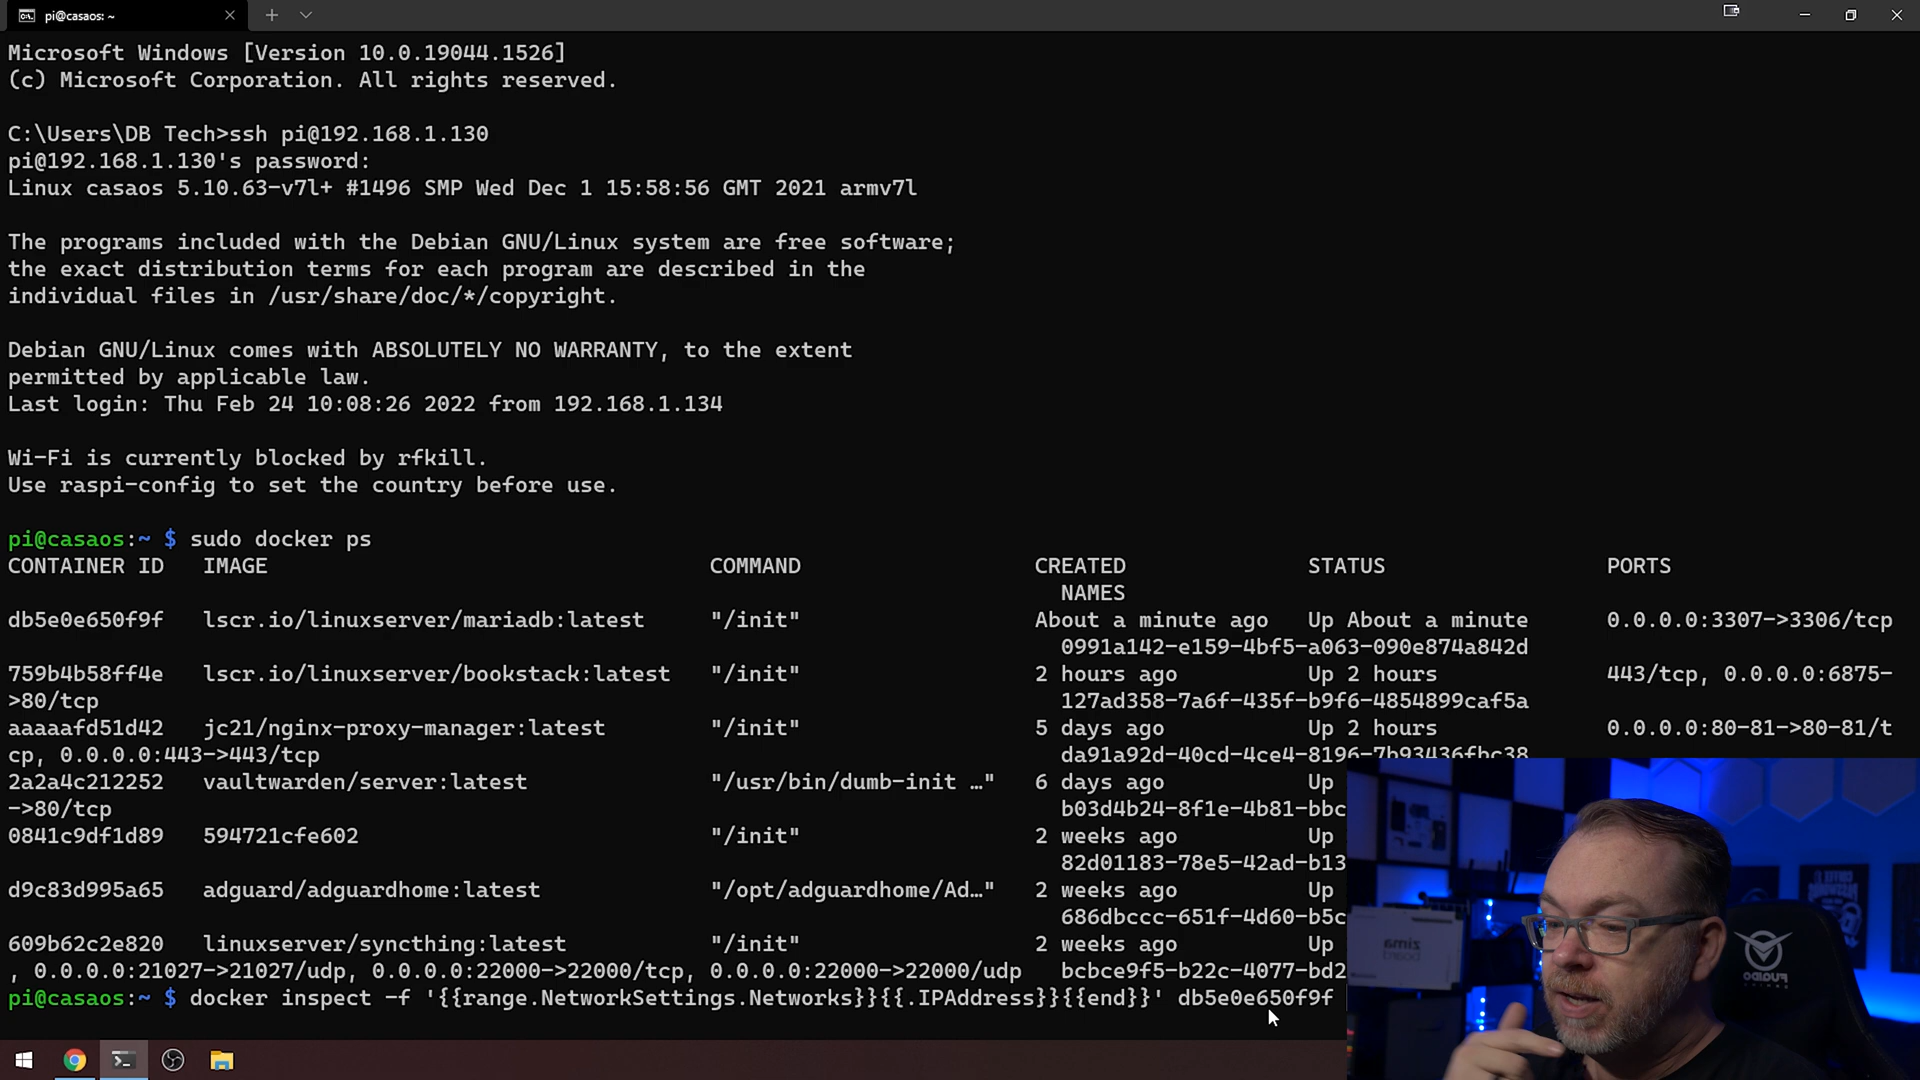 pi@casaos: ~
Microsoft Windows [Version 10.0.19044.1526]
(c) Microsoft Corporation. All rights reserved.
C:\Users\DB Tech>ssh pi@192.168.1.130
pi@192.168.1.130's password:
Linux casaos 5.10.63-v7l+ #1496 SMP Wed Dec 1 15:58:56 GMT 2021 armv7l
The programs included with the Debian GNU/Linux system are free software;
the exact distribution terms for each program are described in the
individual files in /usr/share/doc/*/copyright.
Debian GNU/Linux comes with ABSOLUTELY NO WARRANTY, to the extent
permitted by applicable law.
Last login: Thu Feb 24 10:08:26 2022 from 192.168.1.134
Wi-Fi is currently blocked by rfkill.
Use raspi-config to set the country before use.
pi@casaos:~ $ sudo docker ps
CONTAINER ID   IMAGE                                  COMMAND                  CREATED              STATUS                 PORTS
NAMES
db5e0e650f9f   lscr.io/linuxserver/mariadb:latest     "/init"                  About a minute ago   Up About a minute      0.0.0.0:3307->3306/tcp
0991a142-e159-4bf5-a063-090e874a842d
759b4b58ff4e   lscr.io/linuxserver/bookstack:latest   "/init"                  2 hours ago          Up 2 hours             443/tcp, 0.0.0.0:6875-
>80/tcp                                                                          127ad358-7a6f-435f-b9f6-4854899caf5a
aaaaafd51d42   jc21/nginx-proxy-manager:latest        "/init"                  5 days ago           Up 2 hours             0.0.0.0:80-81->80-81/t
cp, 0.0.0.0:443->443/tcp                                                         da91a92d-40cd-4ce4-8196-7b93436fbc38
2a2a4c212252   vaultwarden/server:latest              "/usr/bin/dumb-init …"   6 days ago           Up
->80/tcp                                                                         b03d4b24-8f1e-4b81-bbc
0841c9df1d89   594721cfe602                           "/init"                  2 weeks ago          Up
82d01183-78e5-42ad-b13
d9c83d995a65   adguard/adguardhome:latest             "/opt/adguardhome/Ad…"   2 weeks ago          Up
686dbccc-651f-4d60-b5c
609b62c2e820   linuxserver/syncthing:latest           "/init"                  2 weeks ago          Up
, 0.0.0.0:21027->21027/udp, 0.0.0.0:22000->22000/tcp, 0.0.0.0:22000->22000/udp   bcbce9f5-b22c-4077-bd2
pi@casaos:~ $ docker inspect -f '{{range.NetworkSettings.Networks}}{{.IPAddress}}{{end}}' db5e0e650f9f